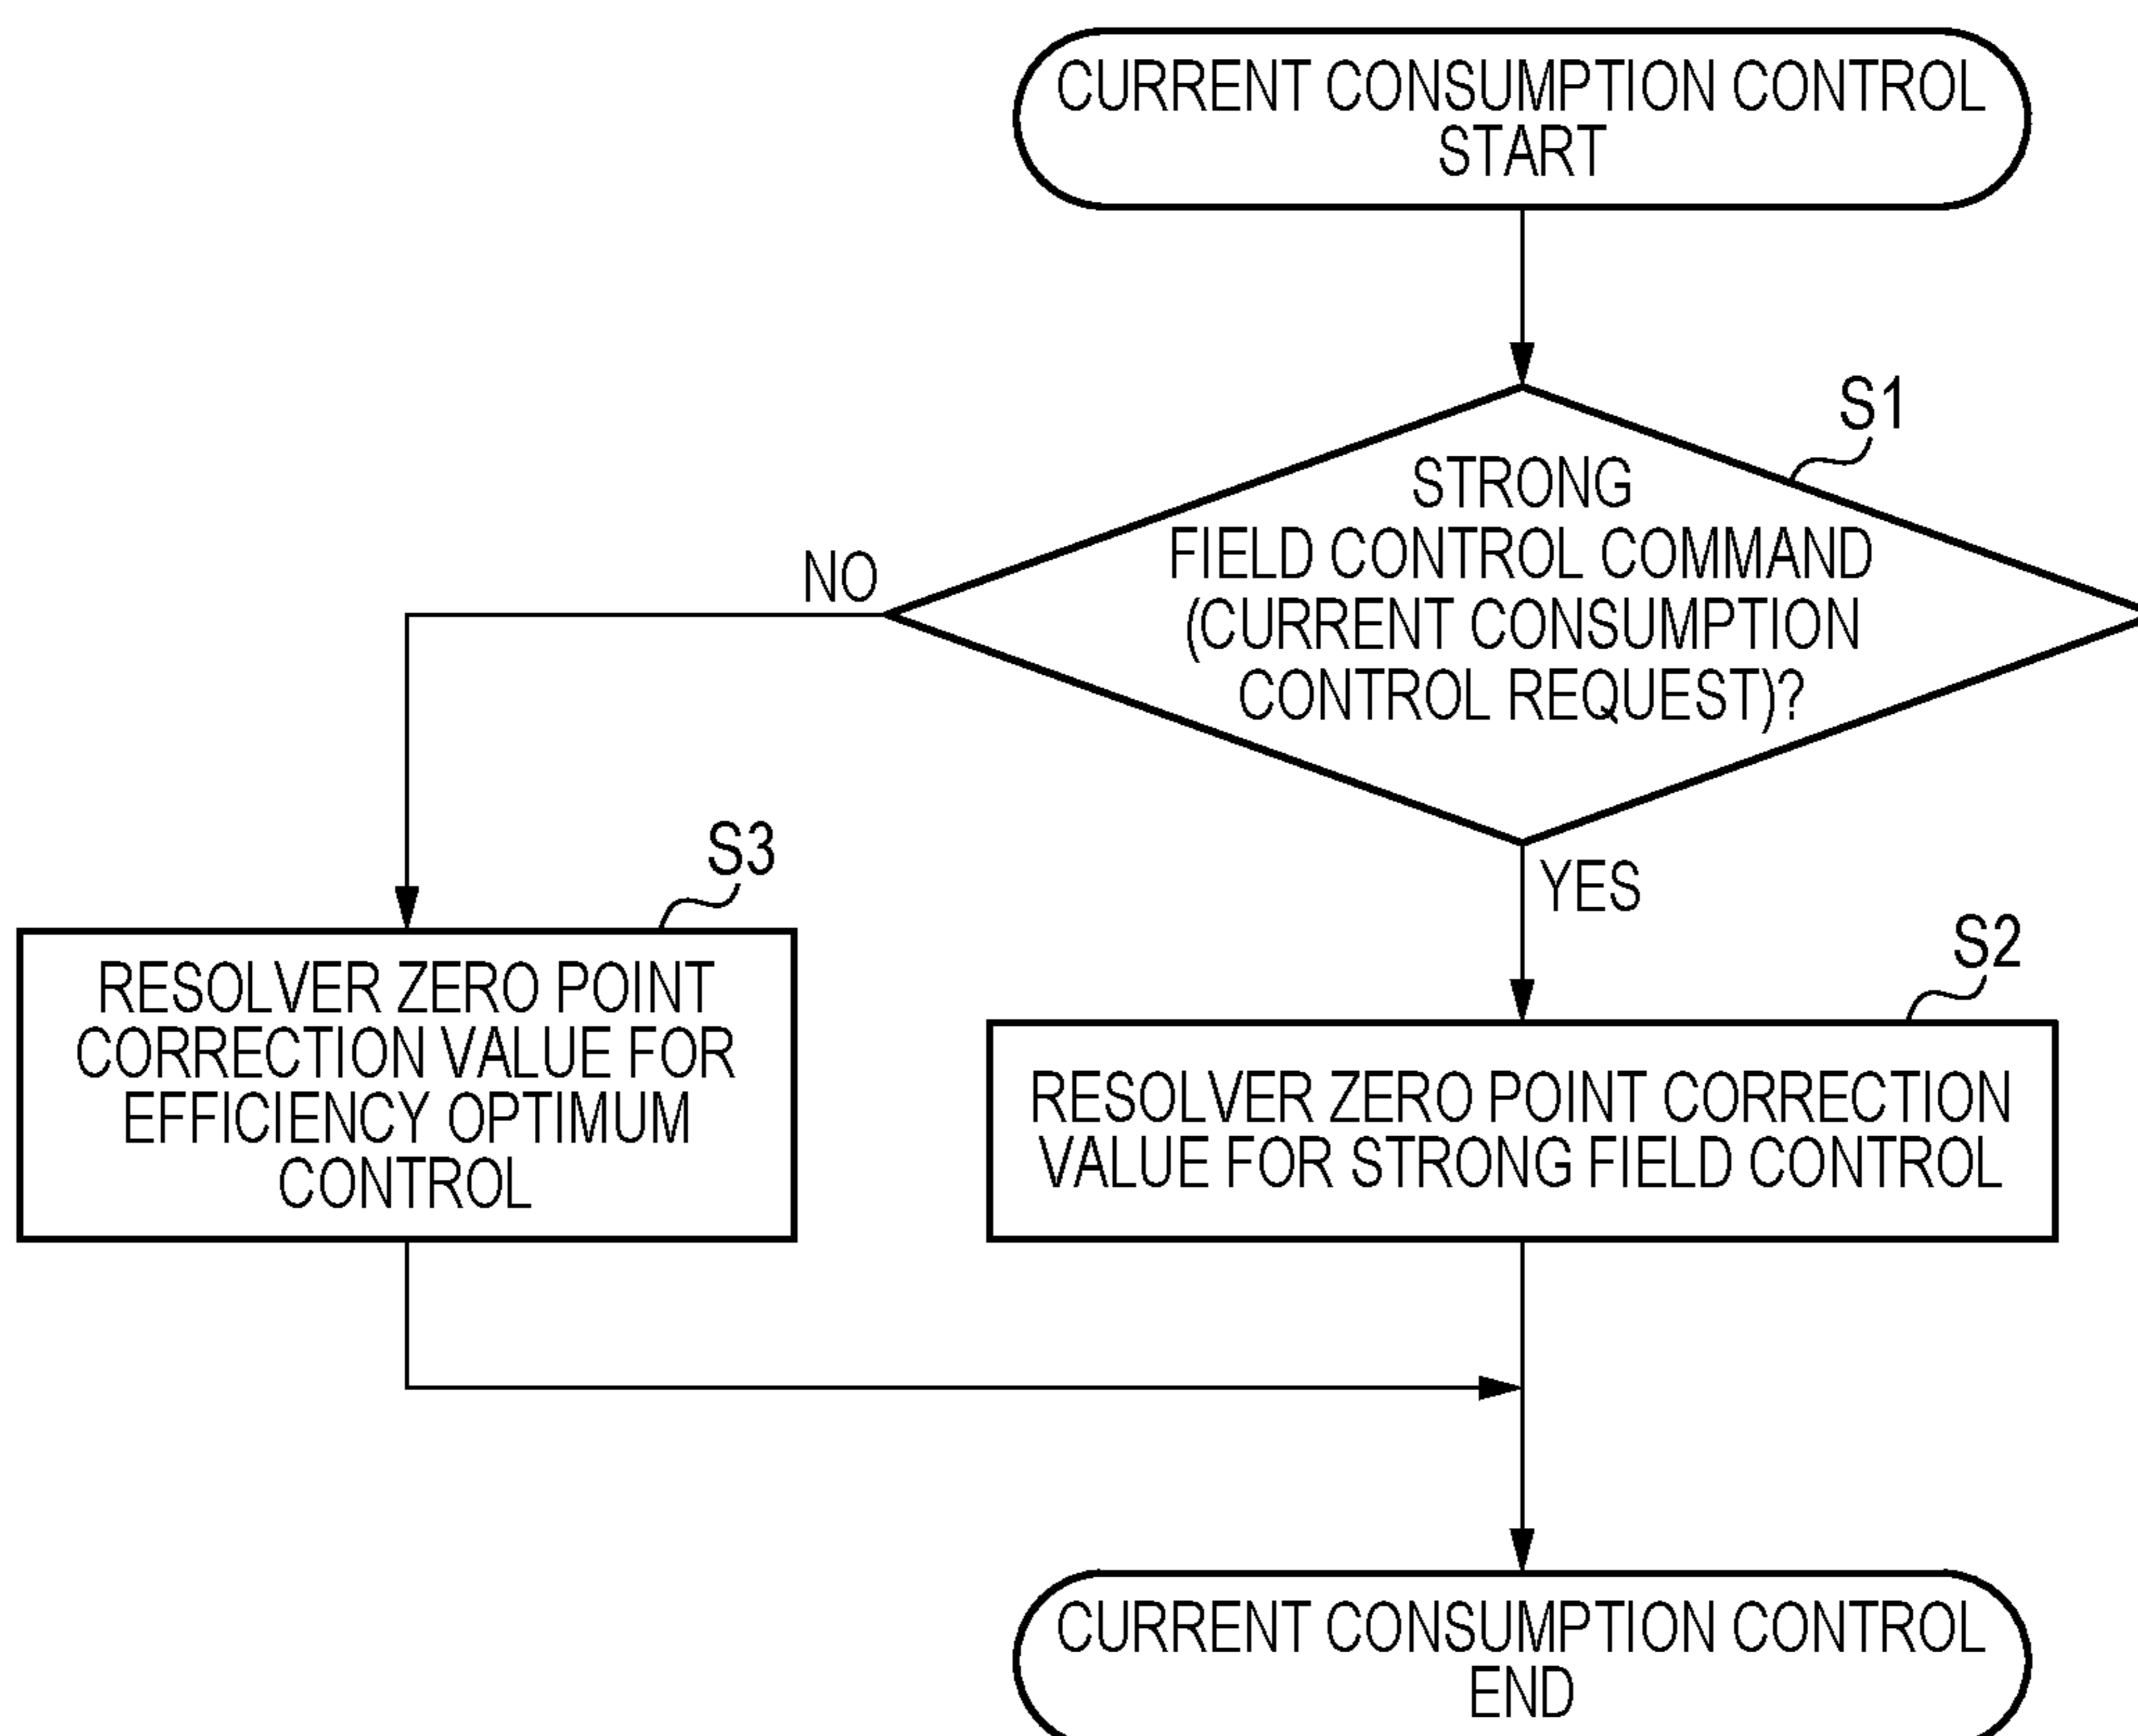 CURRENT CONSUMPTION CONTROL
START
S1
STRONG
FIELD CONTROL COMMAND
(CURRENT CONSUMPTION
CONTROL REQUEST)?
NO
YES
S3
RESOLVER ZERO POINT
CORRECTION VALUE FOR
EFFICIENCY OPTIMUM
CONTROL
S2
RESOLVER ZERO POINT CORRECTION
VALUE FOR STRONG FIELD CONTROL
CURRENT CONSUMPTION CONTROL
END